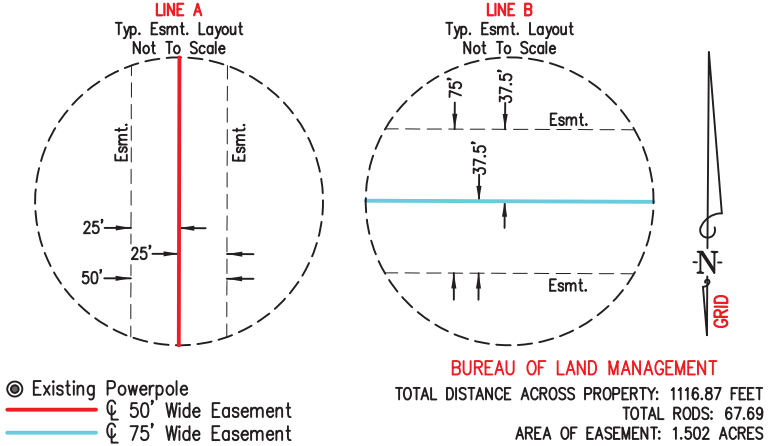 LINE A
Typ. Esmt. Layout
Not To Scale
Esmt.
Esmt.
25'
25'
50'
LINE B
Typ. Esmt. Layout
Not To Scale
75'
37.5'
Esmt.
37.5'
Esmt.
N
GRID
Existing Powerpole
℄ 50' Wide Easement
℄ 75' Wide Easement
BUREAU OF LAND MANAGEMENT
TOTAL DISTANCE ACROSS PROPERTY: 1116.87 FEET
TOTAL RODS: 67.69
AREA OF EASEMENT: 1.502 ACRES